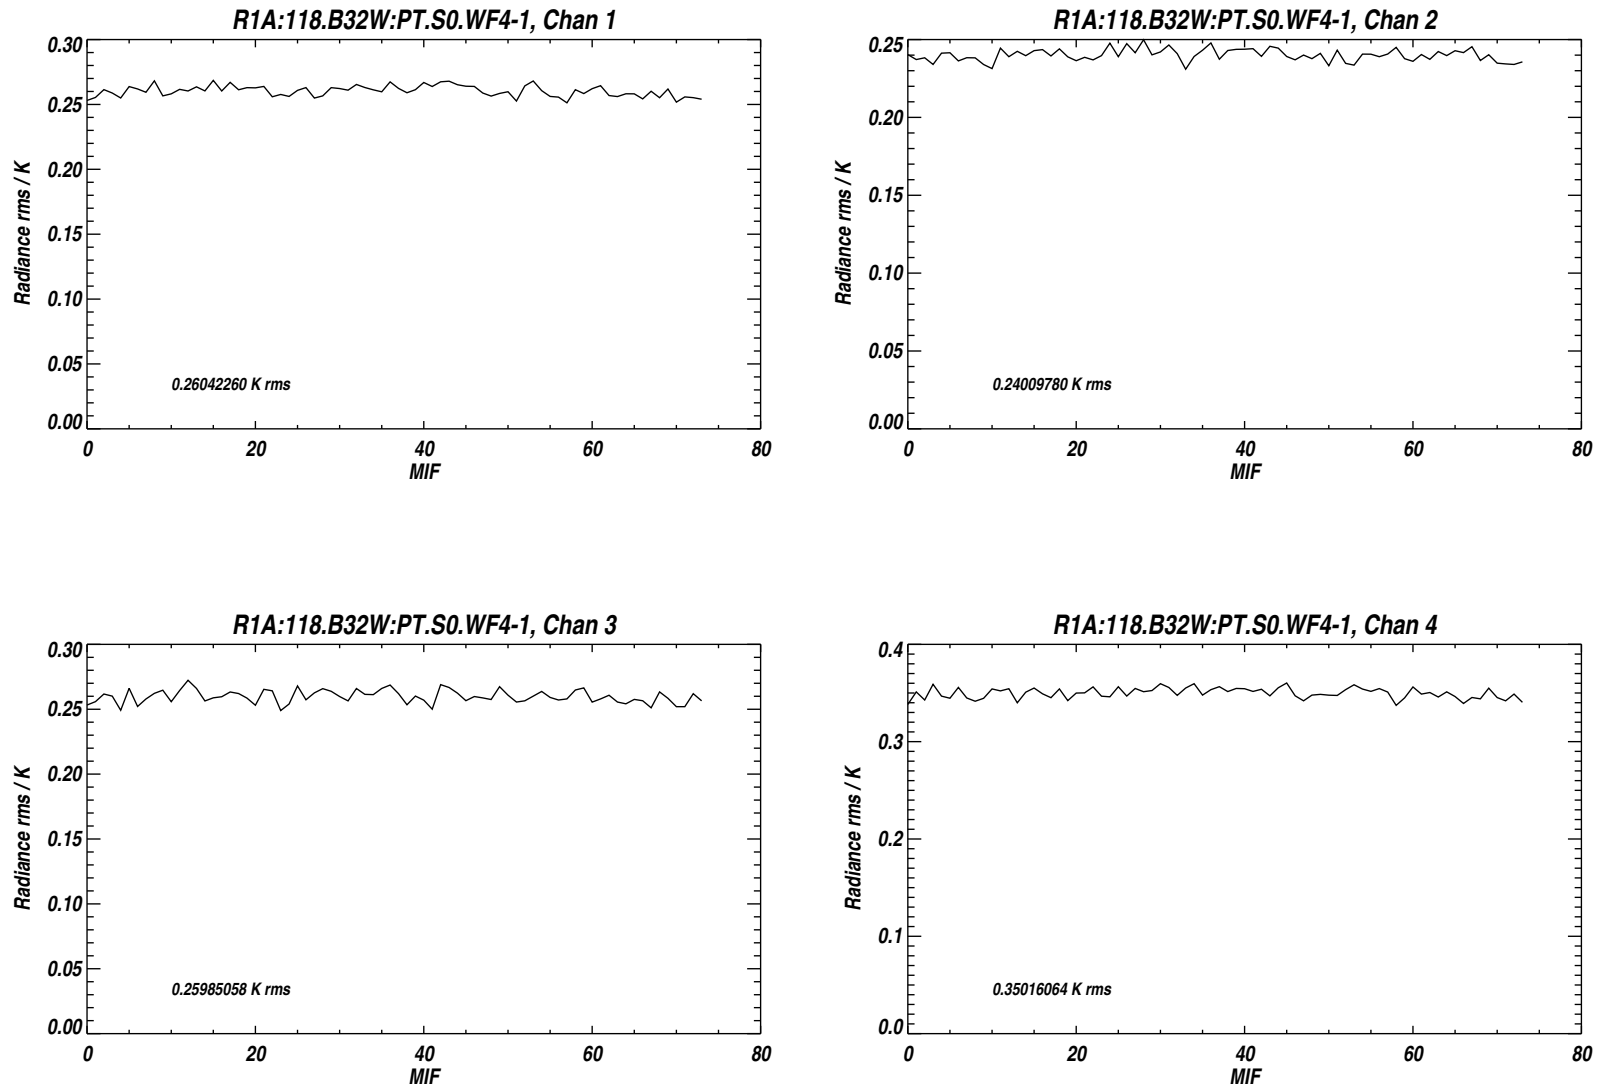 R1A:118.B32W:PT.S0.WF4-1, Chan 1
0.30
0.25
0.20
0.15
0.10
0.05
0.00
Radiance rms / K
0.26042260 K rms
0 20 40 60 80
MIF
R1A:118.B32W:PT.S0.WF4-1, Chan 2
0.25
0.20
0.15
0.10
0.05
0.00
Radiance rms / K
0.24009780 K rms
0 20 40 60 80
MIF
R1A:118.B32W:PT.S0.WF4-1, Chan 3
0.30
0.25
0.20
0.15
0.10
0.05
0.00
Radiance rms / K
0.25985058 K rms
0 20 40 60 80
MIF
R1A:118.B32W:PT.S0.WF4-1, Chan 4
0.4
0.3
0.2
0.1
0.0
Radiance rms / K
0.35016064 K rms
0 20 40 60 80
MIF